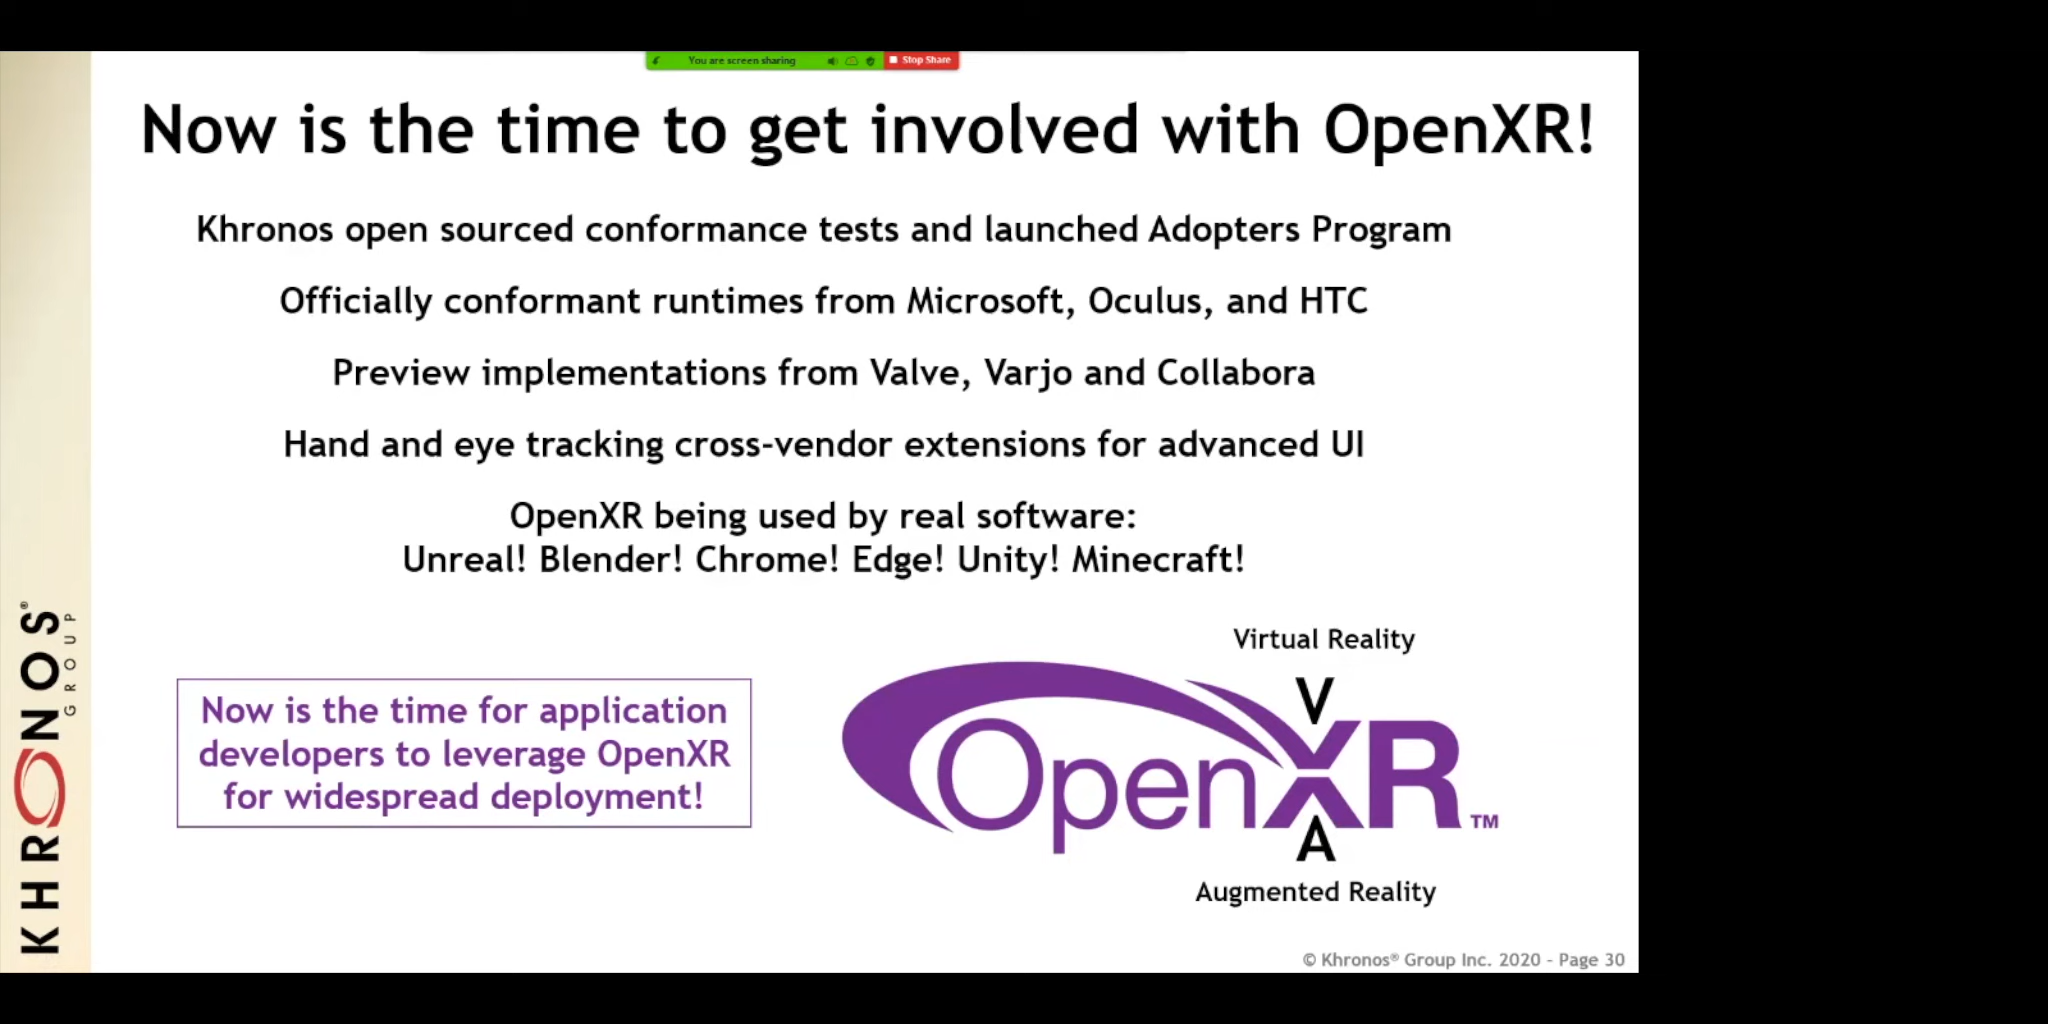 You are screen sharing
Stop Share
Now is the time to get involved with OpenXR!
Khronos open sourced conformance tests and launched Adopters Program
Officially conformant runtimes from Microsoft, Oculus, and HTC
Preview implementations from Valve, Varjo and Collabora
Hand and eye tracking cross-vendor extensions for advanced UI
OpenXR being used by real software:
Unreal! Blender! Chrome! Edge! Unity! Minecraft!
Now is the time for application
developers to leverage OpenXR
for widespread deployment!
Virtual Reality
V
OpenXR™
A
Augmented Reality
KHRONOS®
GROUP
© Khronos® Group Inc. 2020 - Page 30